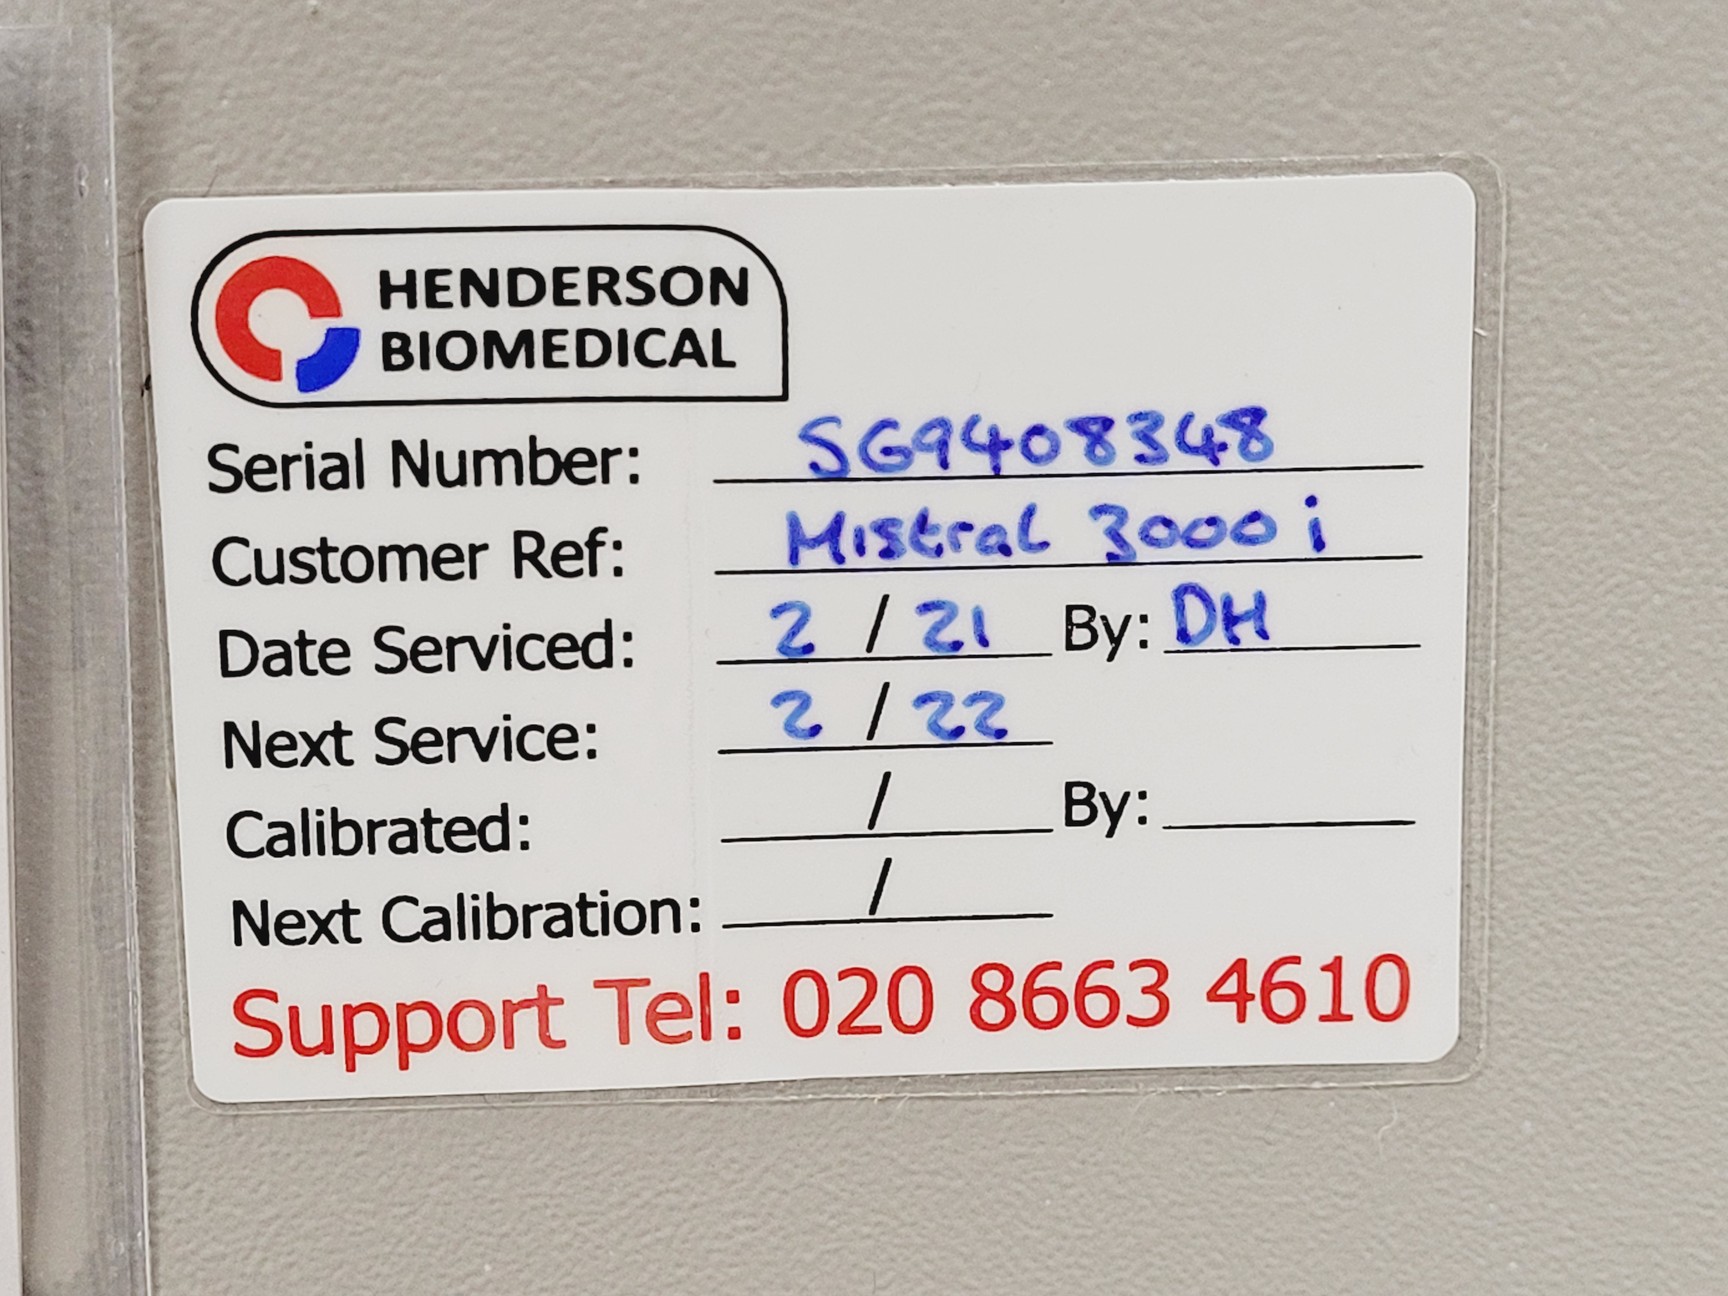 HENDERSON
BIOMEDICAL
Serial Number: SG9408348
Customer Ref: Mistral 3000 i
Date Serviced: 2 / 21 By: DH
Next Service: 2 / 22
Calibrated: / By:
Next Calibration: /
Support Tel: 020 8663 4610